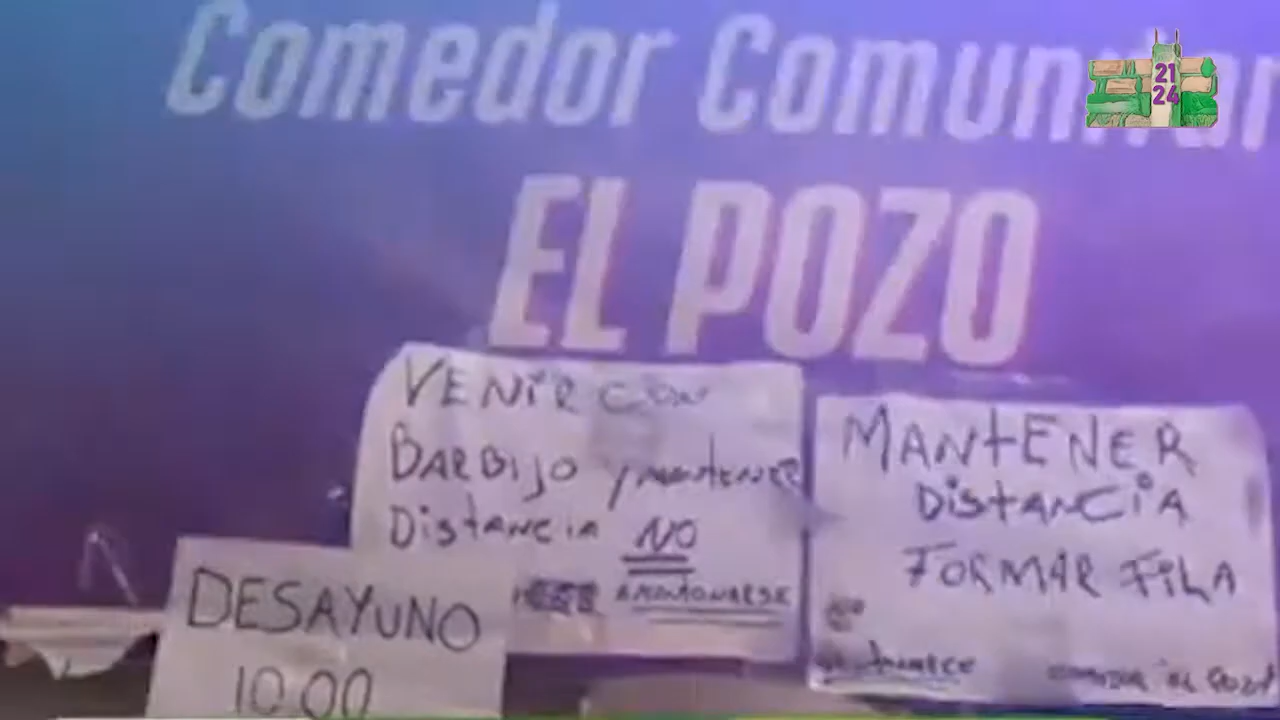 Comedor Comunitar
EL POZO
21
24
VENIR CON
BARBIJO y mantener
DistANCIA NO
AMONTONARSE
MANtENER
DistANCiA
FORMAR FiLA
DESAYUNO
10 00